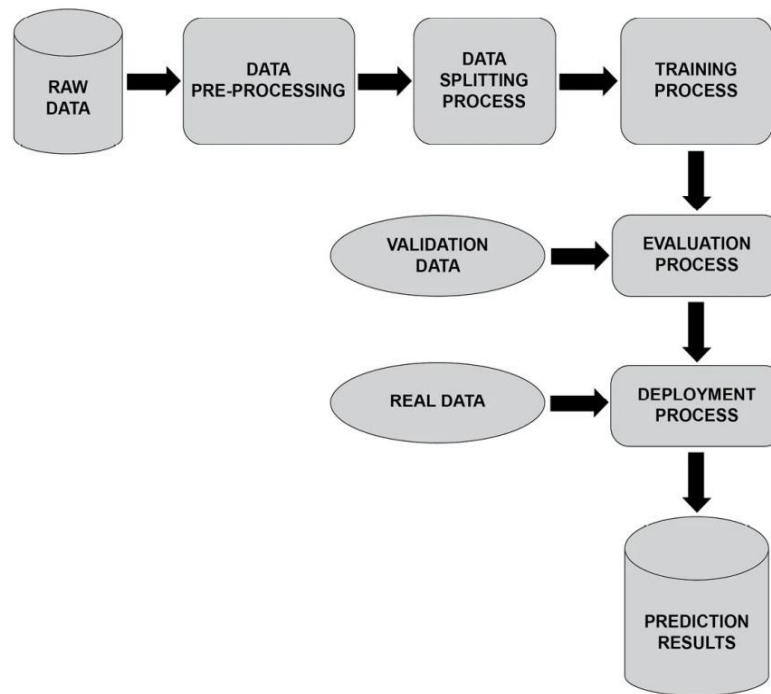 RAW
DATA
DATA
PRE-PROCESSING
DATA
SPLITTING
PROCESS
TRAINING
PROCESS
VALIDATION
DATA
EVALUATION
PROCESS
REAL DATA
DEPLOYMENT
PROCESS
PREDICTION
RESULTS